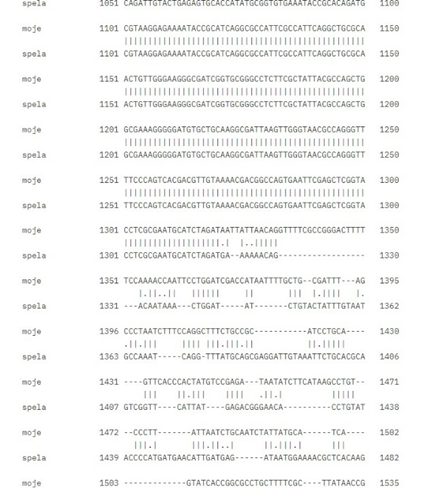 spela 1051 CAGATTGTACTGAGAGTGCACCATATGCGGTGTGAAATACCGCACAGATG 1100
moje 1101 CGTAAGGAGAAAATACCGCATCAGGCGCCATTCGCCATTCAGGCTGCGCA 1150
||||||||||||||||||||||||||||||||||||||||||||||||||
spela 1101 CGTAAGGAGAAAATACCGCATCAGGCGCCATTCGCCATTCAGGCTGCGCA 1150
moje 1151 ACTGTTGGGAAGGGCGATCGGTGCGGGCCTCTTCGCTATTACGCCAGCTG 1200
||||||||||||||||||||||||||||||||||||||||||||||||||
spela 1151 ACTGTTGGGAAGGGCGATCGGTGCGGGCCTCTTCGCTATTACGCCAGCTG 1200
moje 1201 GCGAAAGGGGGATGTGCTGCAAGGCGATTAAGTTGGGTAACGCCAGGGTT 1250
||||||||||||||||||||||||||||||||||||||||||||||||||
spela 1201 GCGAAAGGGGGATGTGCTGCAAGGCGATTAAGTTGGGTAACGCCAGGGTT 1250
moje 1251 TTCCCAGTCACGACGTTGTAAAACGACGGCCAGTGAATTCGAGCTCGGTA 1300
||||||||||||||||||||||||||||||||||||||||||||||||||
spela 1251 TTCCCAGTCACGACGTTGTAAAACGACGGCCAGTGAATTCGAGCTCGGTA 1300
moje 1301 CCTCGCGAATGCATCTAGATAATTATTAACAGGTTTTCGCCGGGACTTTT 1350
||||||||||||||||||||.| |..|||||
spela 1301 CCTCGCGAATGCATCTAGATGA--AAAAACAG------------------ 1330
moje 1351 TCCAAAACCAATTCCTGGATCGACCATAATTTTGCTG--CGATTT---AG 1395
|.||..|| |||||| || ||| |.|||| |.
spela 1331 ---ACAATAAA---CTGGAT-----AT------CTGTACTATTTGTAAT 1362
moje 1396 CCCTAATCTTTCCAGGCTTTCTGCCGC-----------ATCCTGCA---- 1430
.||.||| |||| |||.|||.|| ||.|||||
spela 1363 GCCAAAT-----CAGG-TTTATGCAGCGAGGATTGTAAATTCTGCACGCA 1406
moje 1431 ----GTTCACCCACTATGTCCGAGA---TAATATCTTCATAAGCCTGT-- 1471
||| ||.||| |||| .||.| |||||
spela 1407 GTCGGTT----CATTAT----GAGACGGGAACA----------CCTGTAT 1438
moje 1472 --CCCTT-------ATTAATCTGCAATCTATTATGCA------TCA---- 1502
|||.| |||.||..| ||.|||.| |||
spela 1439 ACCCCATGATGAACATTGATGAG------ATAATGGAAAACGCTCACAAG 1482
moje 1503 -------------GTATCACCGGCGCCTGCTTTTCGC----TTATAACCG 1535